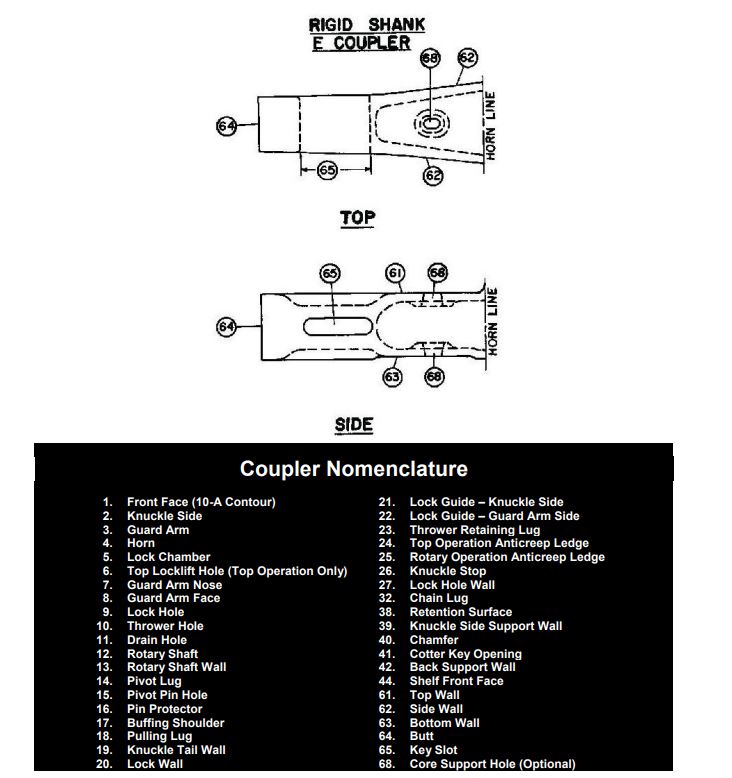 RIGID SHANK
E COUPLER
68
62
64
HORN LINE
65
62
TOP
65
61
68
64
HORN LINE
63
68
SIDE
Coupler Nomenclature
1. Front Face (10-A Contour)
2. Knuckle Side
3. Guard Arm
4. Horn
5. Lock Chamber
6. Top Locklift Hole (Top Operation Only)
7. Guard Arm Nose
8. Guard Arm Face
9. Lock Hole
10. Thrower Hole
11. Drain Hole
12. Rotary Shaft
13. Rotary Shaft Wall
14. Pivot Lug
15. Pivot Pin Hole
16. Pin Protector
17. Buffing Shoulder
18. Pulling Lug
19. Knuckle Tail Wall
20. Lock Wall
21. Lock Guide – Knuckle Side
22. Lock Guide – Guard Arm Side
23. Thrower Retaining Lug
24. Top Operation Anticreep Ledge
25. Rotary Operation Anticreep Ledge
26. Knuckle Stop
27. Lock Hole Wall
32. Chain Lug
38. Retention Surface
39. Knuckle Side Support Wall
40. Chamfer
41. Cotter Key Opening
42. Back Support Wall
44. Shelf Front Face
61. Top Wall
62. Side Wall
63. Bottom Wall
64. Butt
65. Key Slot
68. Core Support Hole (Optional)